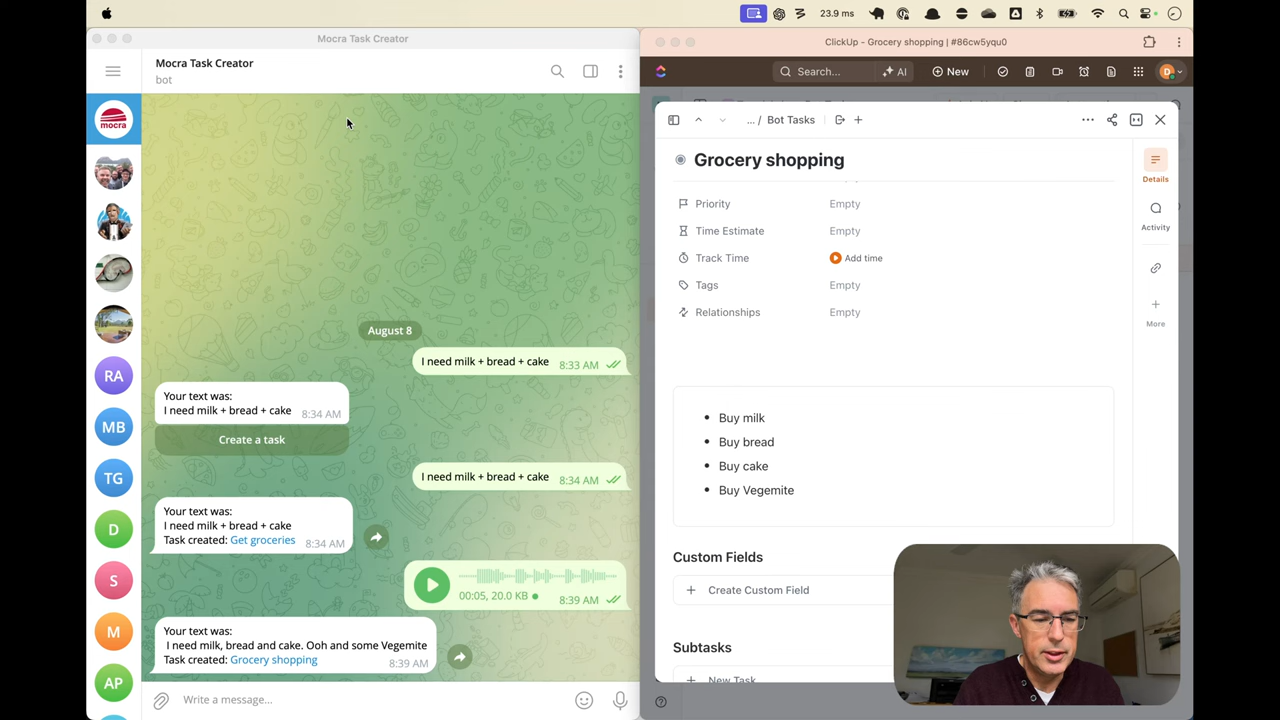 23.9 ms
Mocra Task Creator
Mocra Task Creator
bot
mocra
RA
MB
TG
D
S
M
AP
August 8
I need milk + bread + cake 8:33 AM
Your text was:
I need milk + bread + cake 8:34 AM
Create a task
I need milk + bread + cake 8:34 AM
Your text was:
I need milk + bread + cake
Task created: Get groceries 8:34 AM
00:05, 20.0 KB 8:39 AM
Your text was:
I need milk, bread and cake. Ooh and some Vegemite
Task created: Grocery shopping 8:39 AM
Write a message...
ClickUp - Grocery shopping | #86cw5yqu0
Search... AI New D
... / Bot Tasks
Grocery shopping
Details
Activity
More
Priority Empty
Time Estimate Empty
Track Time Add time
Tags Empty
Relationships Empty
• Buy milk
• Buy bread
• Buy cake
• Buy Vegemite
Custom Fields
+ Create Custom Field
Subtasks
+ New Task